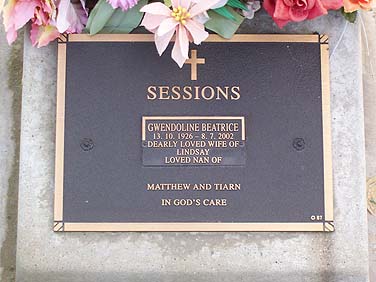 SESSIONS
GWENDOLINE BEATRICE
13. 10. 1926 – 8. 7. 2002
DEARLY LOVED WIFE OF
LINDSAY
LOVED NAN OF
MATTHEW AND TIARN
IN GOD'S CARE
O 87